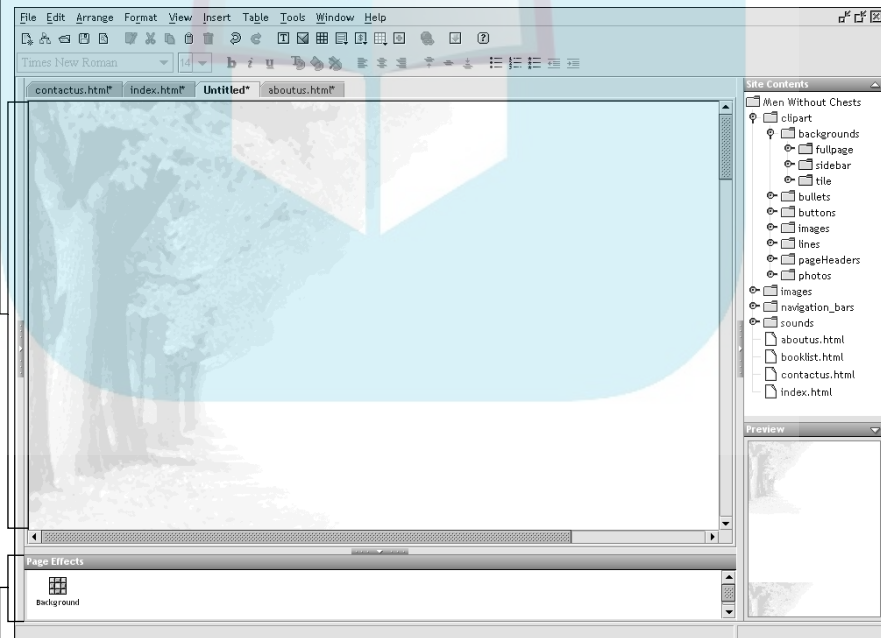 File Edit Arrange Format View Insert Table Tools Window Help
Times New Roman 14 b i u
contactus.html* index.html* Untitled* aboutus.html*
Site Contents
Men Without Chests
clipart
backgrounds
fullpage
sidebar
tile
bullets
buttons
images
lines
pageHeaders
photos
images
navigation_bars
sounds
aboutus.html
booklist.html
contactus.html
index.html
Preview
Page Effects
Background